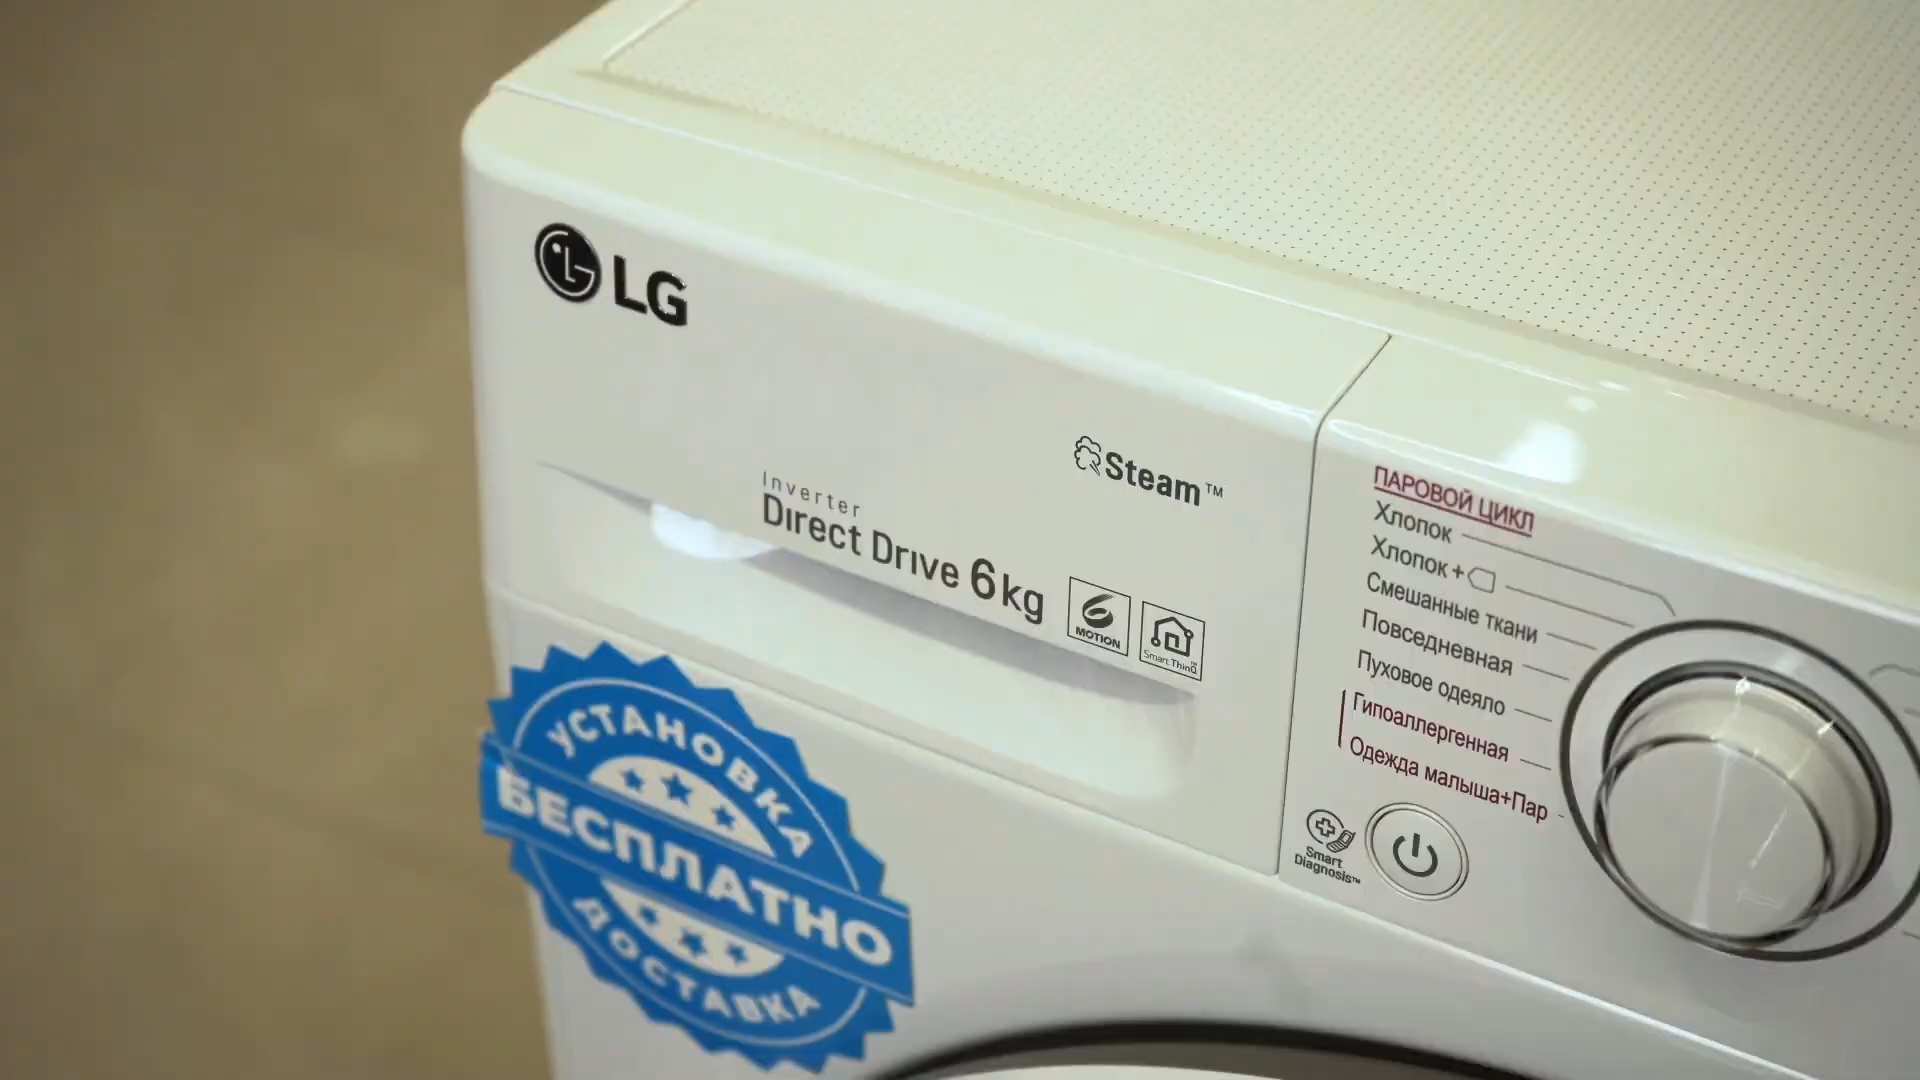 LG
Steam™
Inverter
Direct Drive 6kg
6 MOTION
Smart ThinQ™
ПАРОВОЙ ЦИКЛ
Хлопок
Хлопок+
Смешанные ткани
Повседневная
Пуховое одеяло
Гипоаллергенная
Одежда малыша+Пар
Smart
Diagnosis™
УСТАНОВКА
БЕСПЛАТНО
ДОСТАВКА